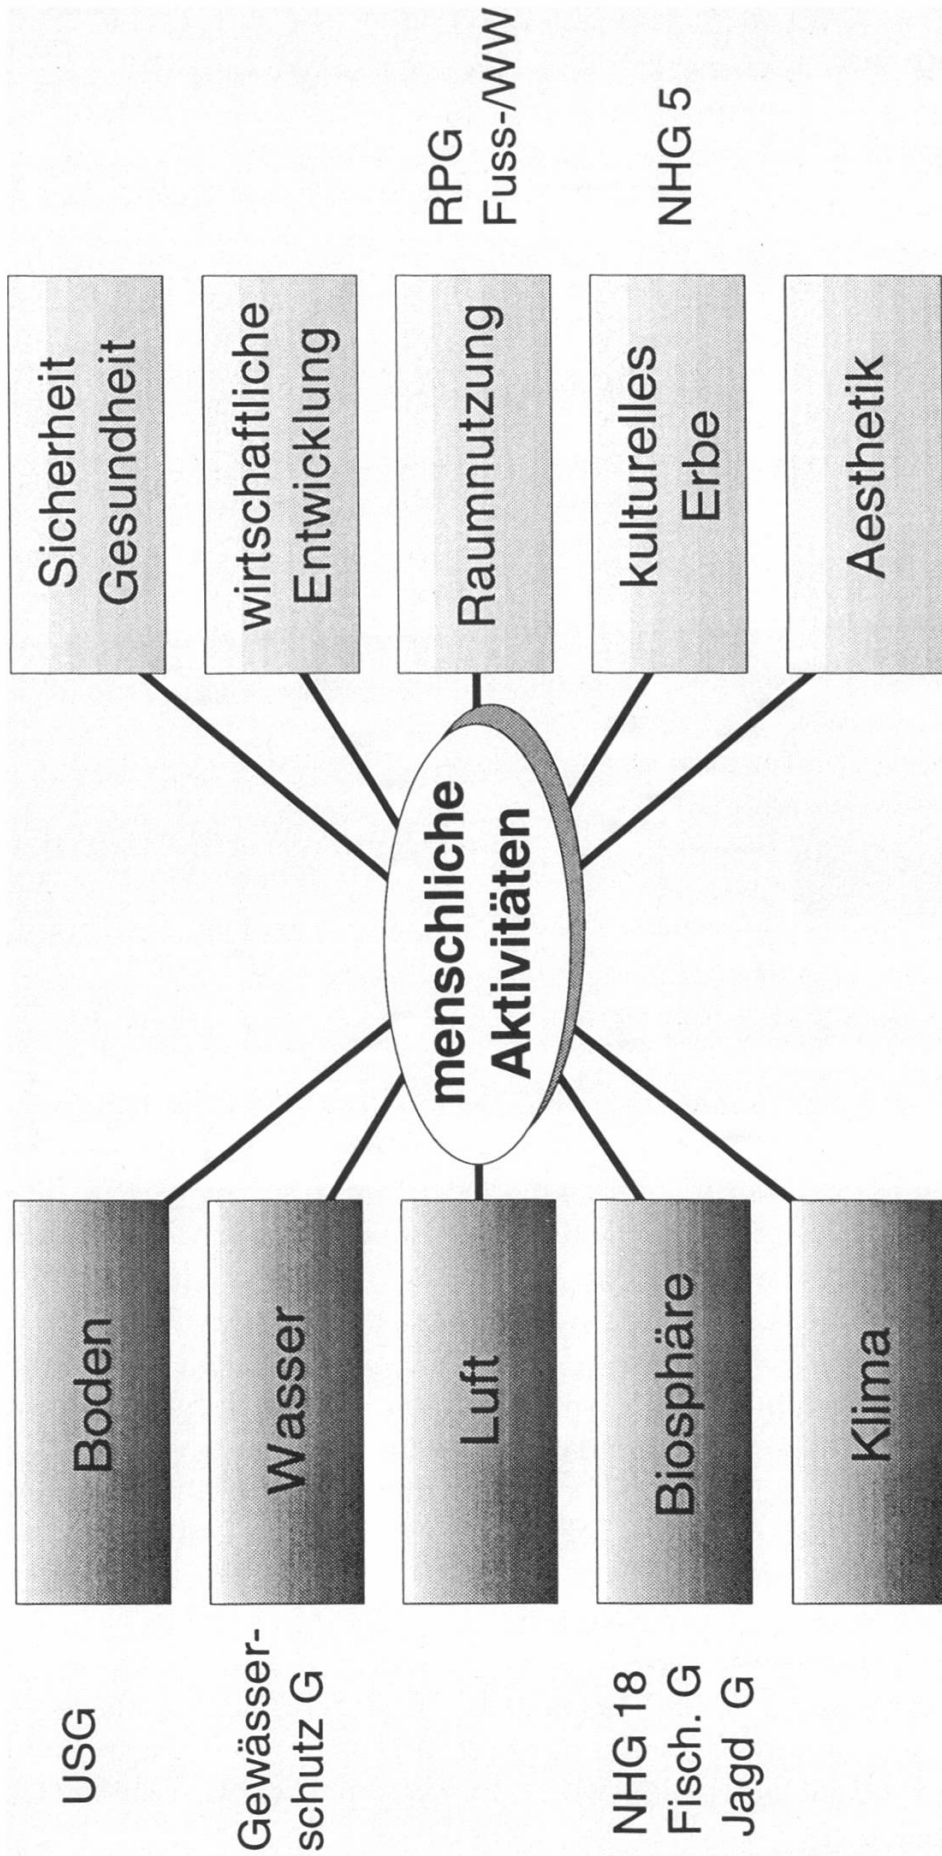 USG
Boden
Sicherheit
Gesundheit
Gewässer-
schutz G
Wasser
wirtschaftliche
Entwicklung
Luft
menschliche
Aktivitäten
Raumnutzung
RPG
Fuss-/WW
NHG 18
Fisch. G
Jagd G
Biosphäre
kulturelles
Erbe
NHG 5
Klima
Aesthetik